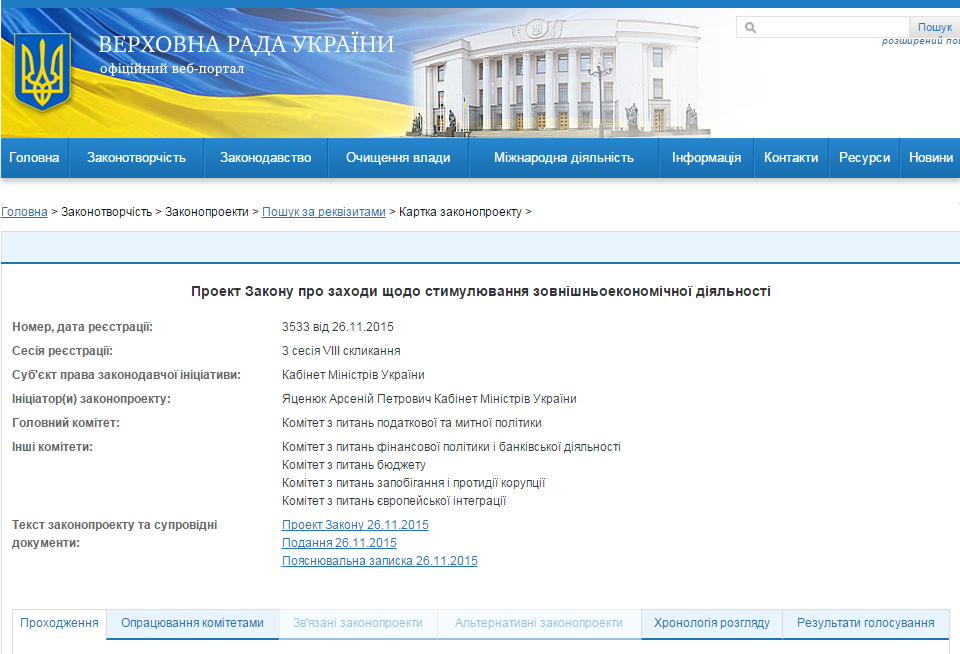 ВЕРХОВНА РАДА УКРАЇНИ
офіційний веб-портал
Пошук
розширений
Головна Законотворчість Законодавство Очищення влади Міжнародна діяльність Інформація Контакти Ресурси Новини
Головна > Законотворчість > Законопроекти > Пошук за реквізитами > Картка законопроекту >
Проект Закону про заходи щодо стимулювання зовнішньоекономічної діяльності
Номер, дата реєстрації: 3533 від 26.11.2015
Сесія реєстрації: 3 сесія VIII скликання
Суб'єкт права законодавчої ініціативи: Кабінет Міністрів України
Ініціатор(и) законопроекту: Яценюк Арсеній Петрович Кабінет Міністрів України
Головний комітет: Комітет з питань податкової та митної політики
Інші комітети: Комітет з питань фінансової політики і банківської діяльності
Комітет з питань бюджету
Комітет з питань запобігання і протидії корупції
Комітет з питань європейської інтеграції
Текст законопроекту та супровідні Проект Закону 26.11.2015
документи: Подання 26.11.2015
Пояснювальна записка 26.11.2015
Проходження Опрацювання комітетами Зв'язані законопроекти Альтернативні законопроекти Хронологія розгляду Результати голосування